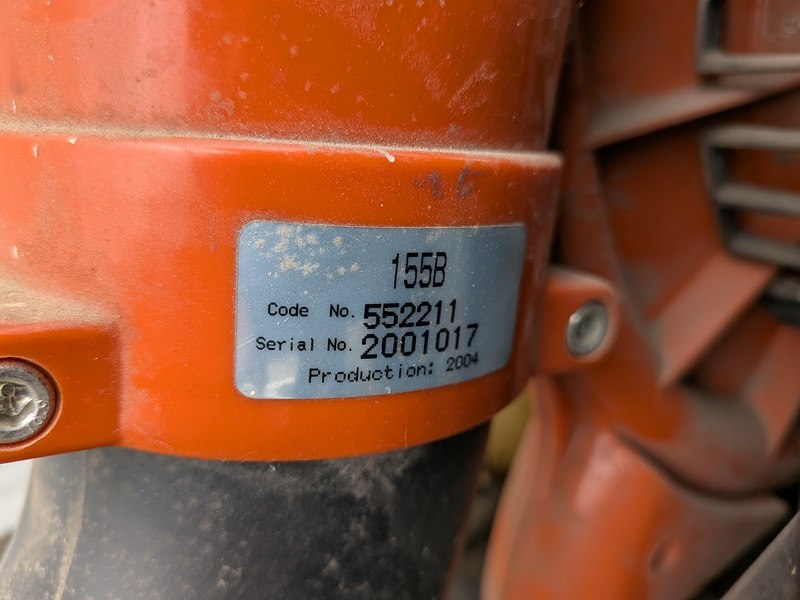 155B
Code No. 552211
Serial No. 2001017
Production: 2004